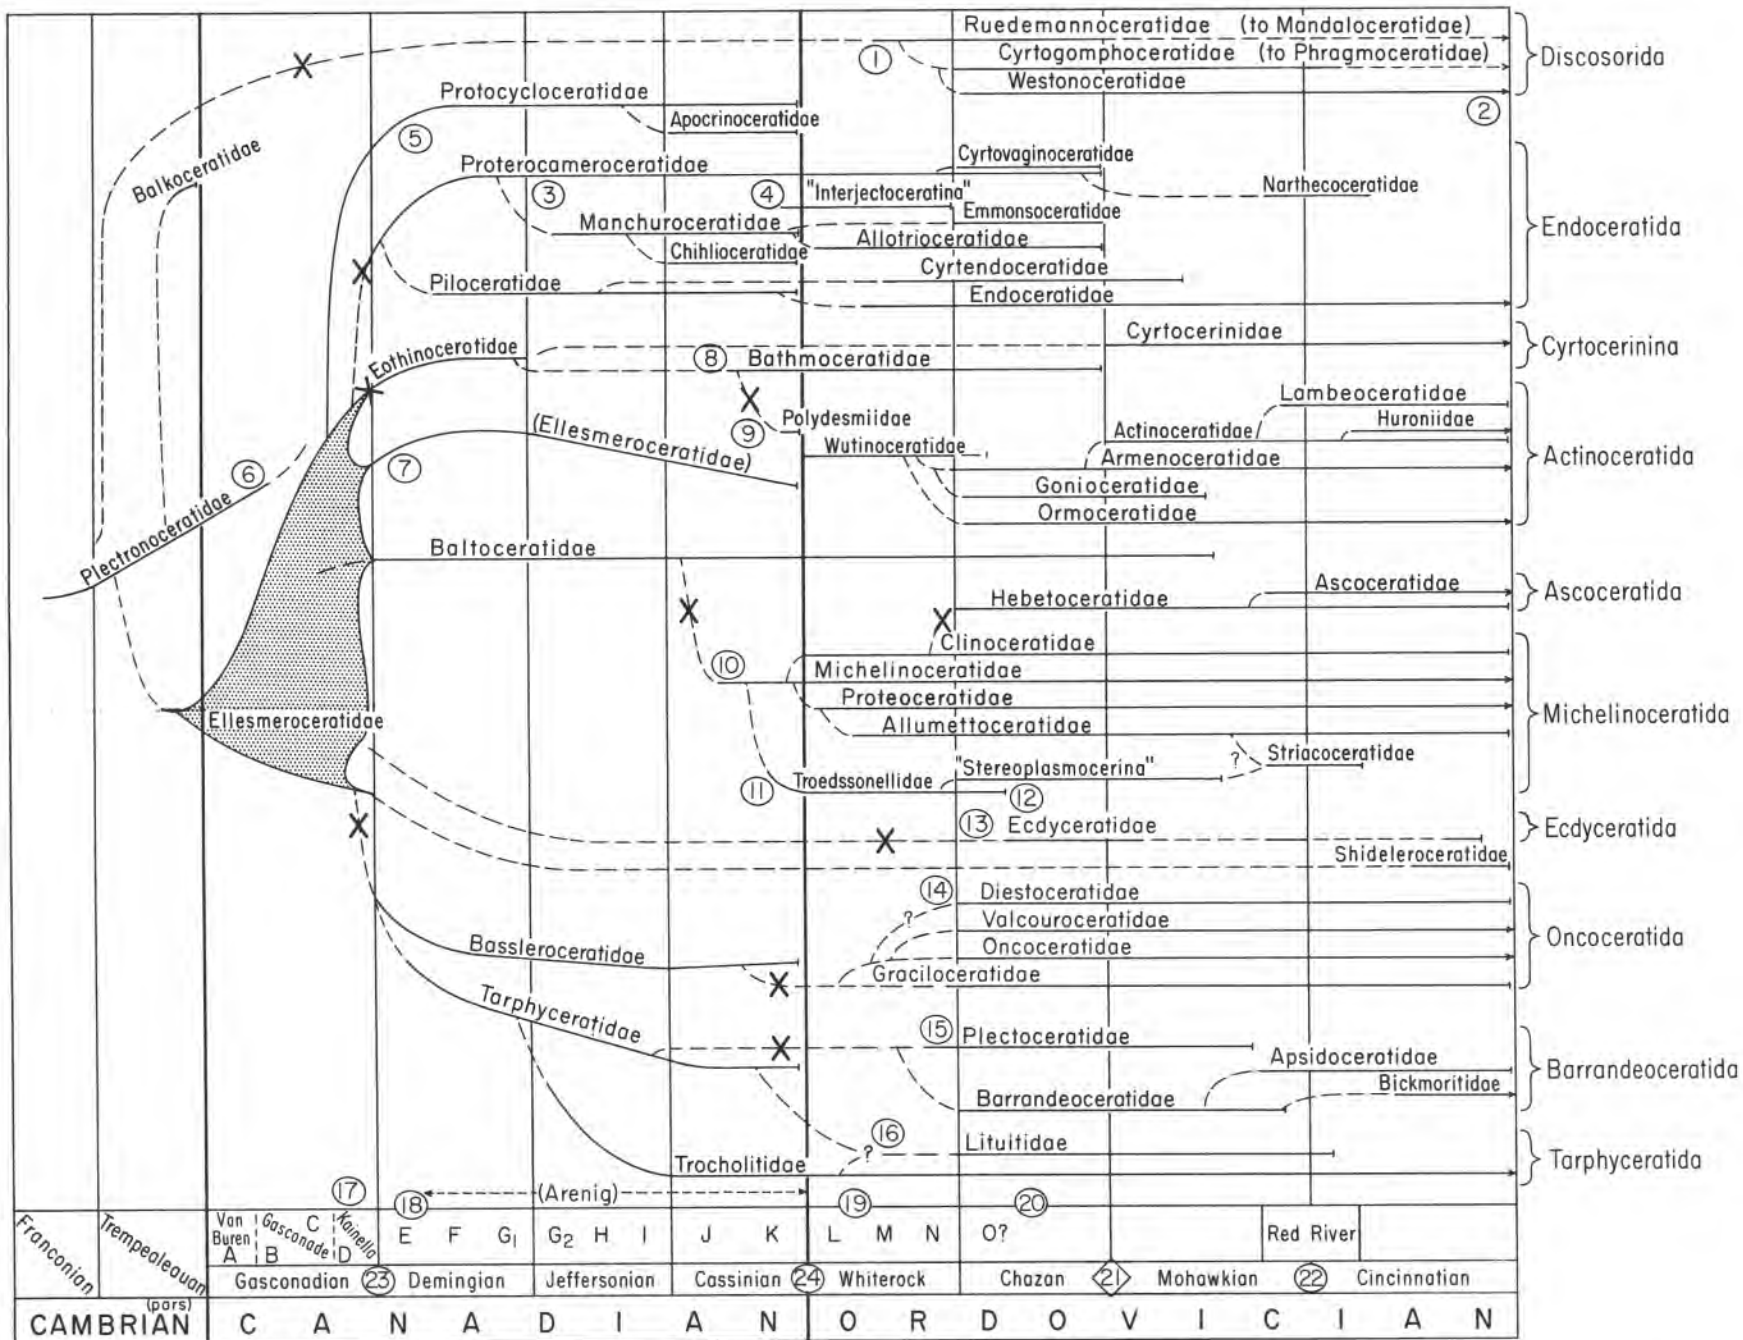 Ruedemannoceratidae (to Mandaloceratidae)
① Cyrtogomphoceratidae (to Phragmoceratidae)
Discosorida
Westonoceratidae
②
Protocycloceratidae
⑤
Apocrinoceratidae
Balkoceratidae
Proterocameroceratidae
Cyrtovaginoceratidae
③ ④ "Interjectoceratina"
Narthecoceratidae
Manchuroceratidae
Emmonsoceratidae
Endoceratida
Allotrioceratidae
Chihlioceratidae
Cyrtendoceratidae
Piloceratidae
Endoceratidae
Cyrtocerinidae
Cyrtocerinina
Eothinoceratidae
⑧ Bathmoceratidae
Lambeoceratidae
Polydesmiidae
Huroniidae
(Ellesmeroceratidae)
⑨
Actinoceratidae
Wutinoceratidae
Armenoceratidae
Actinoceratida
⑥ ⑦
Gonioceratidae
Plectronoceratidae
Ormoceratidae
Baltoceratidae
Ascoceratidae
Ascoceratida
Hebetoceratidae
Clinoceratidae
⑩ Michelinoceratidae
Proteoceratidae
Michelinoceratida
Ellesmeroceratidae
Allumettoceratidae
?
Striacoceratidae
"Stereoplasmocerina"
⑪ Troedssonellidae
⑫
⑬ Ecdyceratidae
Ecdyceratida
Shideleroceratidae
⑭ Diestoceratidae
?
Valcouroceratidae
Oncoceratida
Oncoceratidae
Bassleroceratidae
Graciloceratidae
Tarphyceratidae
⑮ Plectoceratidae
Apsidoceratidae
Barrandeoceratida
Bickmoritidae
Barrandeoceratidae
⑯ Lituitidae
?
Trocholitidae
Tarphyceratida
⑰ ⑱ (Arenig) ⑲ ⑳
Franconian Trempealeauan
Van Buren A Gasconade B C Kainella D E F G1 G2 H I J K L M N O? Red River
Gasconadian ㉓ Demingian Jeffersonian Cassinian ㉔ Whiterock Chazan 21 Mohawkian ㉒ Cincinnatian
CAMBRIAN (pars) CANADIAN ORDOVICIAN